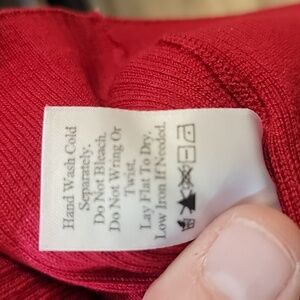 Hand Wash Cold
Separately.
Do Not Bleach.
Do Not Wring Or
Twist.
Lay Flat To Dry.
Low Iron If Needed.